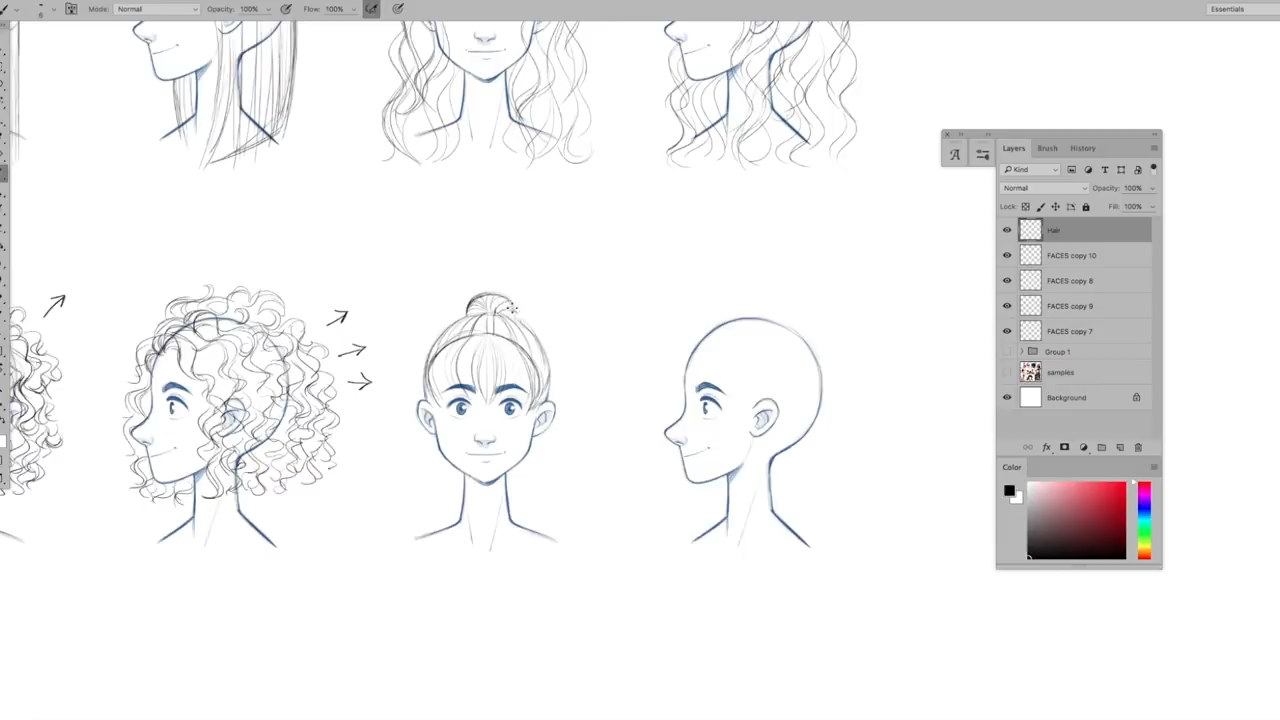 Mode: Normal Opacity: 100% Flow: 100% Essentials
Layers Brush History
Kind
Normal Opacity: 100%
Lock: Fill: 100%
Hair
FACES copy 10
FACES copy 8
FACES copy 9
FACES copy 7
Group 1
samples
Background
fx
Color